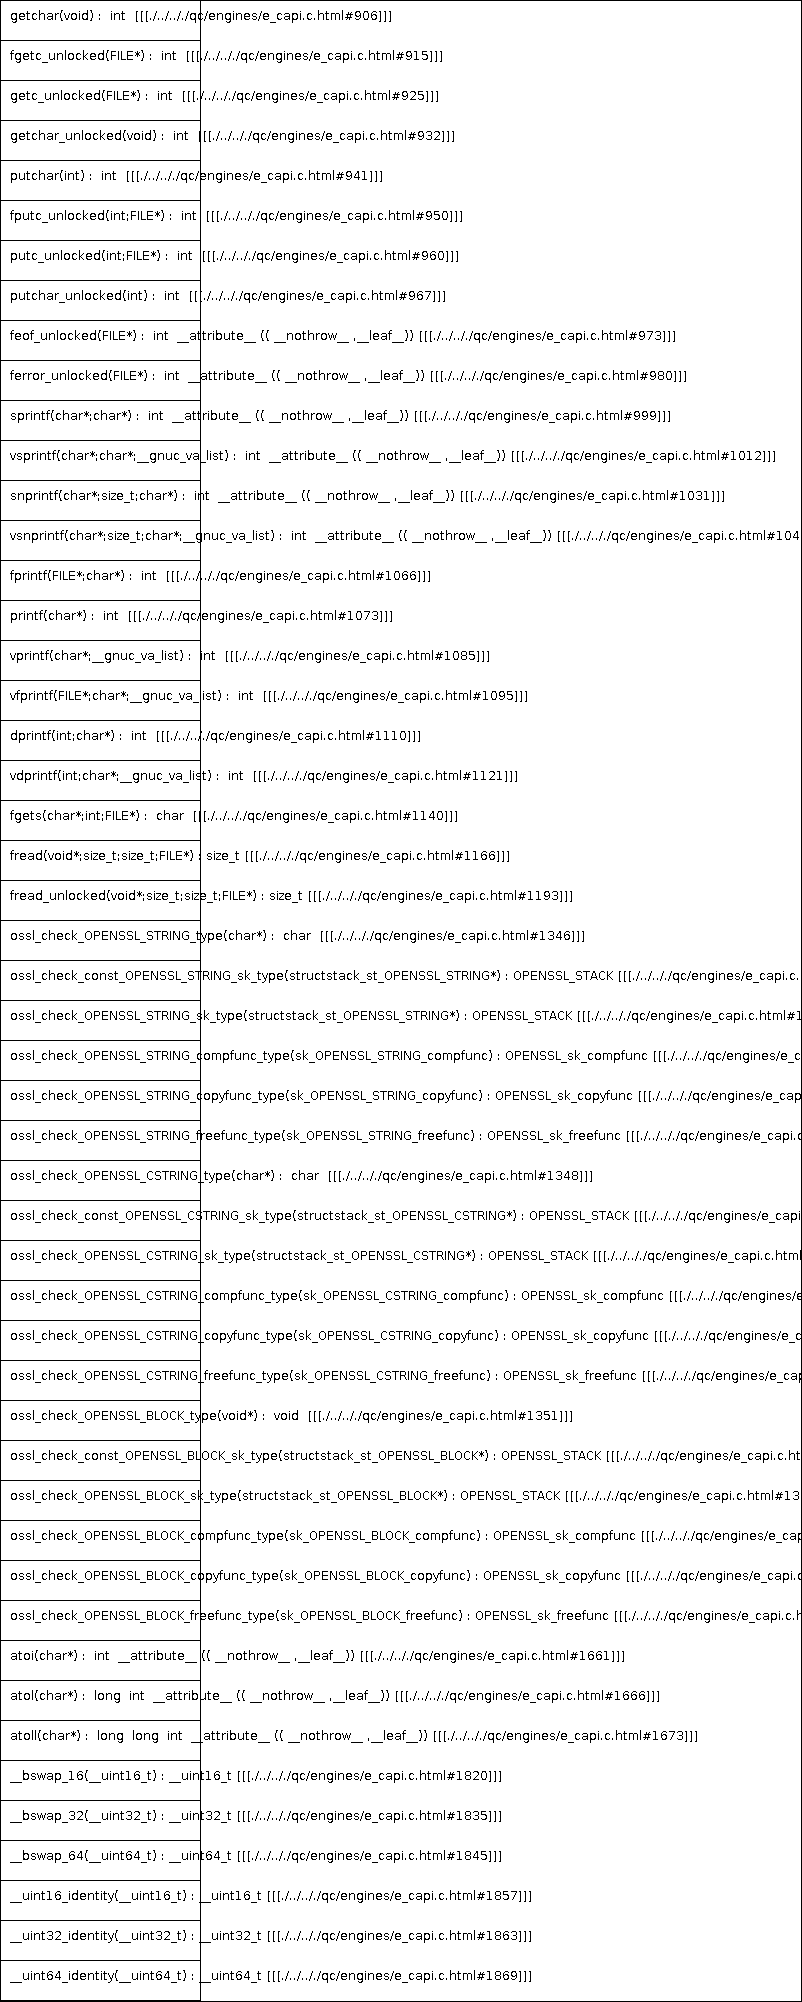 getchar(void) :  int  [[[./../.././qc/engines/e_capi.c.html#906]]]
fgetc_unlocked(FILE*) :  int  [[[./../.././qc/engines/e_capi.c.html#915]]]
getc_unlocked(FILE*) :  int  [[[./../.././qc/engines/e_capi.c.html#925]]]
getchar_unlocked(void) :  int  [[[./../.././qc/engines/e_capi.c.html#932]]]
putchar(int) :  int  [[[./../.././qc/engines/e_capi.c.html#941]]]
fputc_unlocked(int;FILE*) :  int  [[[./../.././qc/engines/e_capi.c.html#950]]]
putc_unlocked(int;FILE*) :  int  [[[./../.././qc/engines/e_capi.c.html#960]]]
putchar_unlocked(int) :  int  [[[./../.././qc/engines/e_capi.c.html#967]]]
feof_unlocked(FILE*) :  int  __attribute__ (( __nothrow__ ,__leaf__)) [[[./../.././qc/engines/e_capi.c.html#973]]]
ferror_unlocked(FILE*) :  int  __attribute__ (( __nothrow__ ,__leaf__)) [[[./../.././qc/engines/e_capi.c.html#980]]]
sprintf(char*;char*) :  int  __attribute__ (( __nothrow__ ,__leaf__)) [[[./../.././qc/engines/e_capi.c.html#999]]]
vsprintf(char*;char*;__gnuc_va_list) :  int  __attribute__ (( __nothrow__ ,__leaf__)) [[[./../.././qc/engines/e_capi.c.html#1012]]]
snprintf(char*;size_t;char*) :  int  __attribute__ (( __nothrow__ ,__leaf__)) [[[./../.././qc/engines/e_capi.c.html#1031]]]
vsnprintf(char*;size_t;char*;__gnuc_va_list) :  int  __attribute__ (( __nothrow__ ,__leaf__)) [[[./../.././qc/engines/e_capi.c.html#104
fprintf(FILE*;char*) :  int  [[[./../.././qc/engines/e_capi.c.html#1066]]]
printf(char*) :  int  [[[./../.././qc/engines/e_capi.c.html#1073]]]
vprintf(char*;__gnuc_va_list) :  int  [[[./../.././qc/engines/e_capi.c.html#1085]]]
vfprintf(FILE*;char*;__gnuc_va_list) :  int  [[[./../.././qc/engines/e_capi.c.html#1095]]]
dprintf(int;char*) :  int  [[[./../.././qc/engines/e_capi.c.html#1110]]]
vdprintf(int;char*;__gnuc_va_list) :  int  [[[./../.././qc/engines/e_capi.c.html#1121]]]
fgets(char*;int;FILE*) :  char  [[[./../.././qc/engines/e_capi.c.html#1140]]]
fread(void*;size_t;size_t;FILE*) : size_t [[[./../.././qc/engines/e_capi.c.html#1166]]]
fread_unlocked(void*;size_t;size_t;FILE*) : size_t [[[./../.././qc/engines/e_capi.c.html#1193]]]
ossl_check_OPENSSL_STRING_type(char*) :  char  [[[./../.././qc/engines/e_capi.c.html#1346]]]
ossl_check_const_OPENSSL_STRING_sk_type(structstack_st_OPENSSL_STRING*) : OPENSSL_STACK [[[./../.././qc/engines/e_capi.c.
ossl_check_OPENSSL_STRING_sk_type(structstack_st_OPENSSL_STRING*) : OPENSSL_STACK [[[./../.././qc/engines/e_capi.c.html#1
ossl_check_OPENSSL_STRING_compfunc_type(sk_OPENSSL_STRING_compfunc) : OPENSSL_sk_compfunc [[[./../.././qc/engines/e_c
ossl_check_OPENSSL_STRING_copyfunc_type(sk_OPENSSL_STRING_copyfunc) : OPENSSL_sk_copyfunc [[[./../.././qc/engines/e_cap
ossl_check_OPENSSL_STRING_freefunc_type(sk_OPENSSL_STRING_freefunc) : OPENSSL_sk_freefunc [[[./../.././qc/engines/e_capi.c
ossl_check_OPENSSL_CSTRING_type(char*) :  char  [[[./../.././qc/engines/e_capi.c.html#1348]]]
ossl_check_const_OPENSSL_CSTRING_sk_type(structstack_st_OPENSSL_CSTRING*) : OPENSSL_STACK [[[./../.././qc/engines/e_capi
ossl_check_OPENSSL_CSTRING_sk_type(structstack_st_OPENSSL_CSTRING*) : OPENSSL_STACK [[[./../.././qc/engines/e_capi.c.html
ossl_check_OPENSSL_CSTRING_compfunc_type(sk_OPENSSL_CSTRING_compfunc) : OPENSSL_sk_compfunc [[[./../.././qc/engines/e
ossl_check_OPENSSL_CSTRING_copyfunc_type(sk_OPENSSL_CSTRING_copyfunc) : OPENSSL_sk_copyfunc [[[./../.././qc/engines/e_c
ossl_check_OPENSSL_CSTRING_freefunc_type(sk_OPENSSL_CSTRING_freefunc) : OPENSSL_sk_freefunc [[[./../.././qc/engines/e_cap
ossl_check_OPENSSL_BLOCK_type(void*) :  void  [[[./../.././qc/engines/e_capi.c.html#1351]]]
ossl_check_const_OPENSSL_BLOCK_sk_type(structstack_st_OPENSSL_BLOCK*) : OPENSSL_STACK [[[./../.././qc/engines/e_capi.c.ht
ossl_check_OPENSSL_BLOCK_sk_type(structstack_st_OPENSSL_BLOCK*) : OPENSSL_STACK [[[./../.././qc/engines/e_capi.c.html#13
ossl_check_OPENSSL_BLOCK_compfunc_type(sk_OPENSSL_BLOCK_compfunc) : OPENSSL_sk_compfunc [[[./../.././qc/engines/e_cap
ossl_check_OPENSSL_BLOCK_copyfunc_type(sk_OPENSSL_BLOCK_copyfunc) : OPENSSL_sk_copyfunc [[[./../.././qc/engines/e_capi.c
ossl_check_OPENSSL_BLOCK_freefunc_type(sk_OPENSSL_BLOCK_freefunc) : OPENSSL_sk_freefunc [[[./../.././qc/engines/e_capi.c.h
atoi(char*) :  int  __attribute__ (( __nothrow__ ,__leaf__)) [[[./../.././qc/engines/e_capi.c.html#1661]]]
atol(char*) :  long  int  __attribute__ (( __nothrow__ ,__leaf__)) [[[./../.././qc/engines/e_capi.c.html#1666]]]
atoll(char*) :  long  long  int  __attribute__ (( __nothrow__ ,__leaf__)) [[[./../.././qc/engines/e_capi.c.html#1673]]]
__bswap_16(__uint16_t) : __uint16_t [[[./../.././qc/engines/e_capi.c.html#1820]]]
__bswap_32(__uint32_t) : __uint32_t [[[./../.././qc/engines/e_capi.c.html#1835]]]
__bswap_64(__uint64_t) : __uint64_t [[[./../.././qc/engines/e_capi.c.html#1845]]]
__uint16_identity(__uint16_t) : __uint16_t [[[./../.././qc/engines/e_capi.c.html#1857]]]
__uint32_identity(__uint32_t) : __uint32_t [[[./../.././qc/engines/e_capi.c.html#1863]]]
__uint64_identity(__uint64_t) : __uint64_t [[[./../.././qc/engines/e_capi.c.html#1869]]]